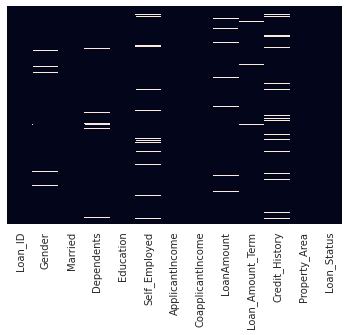 Loan_ID
Gender
Married
Dependents
Education
Self_Employed
ApplicantIncome
CoapplicantIncome
LoanAmount
Loan_Amount_Term
Credit_History
Property_Area
Loan_Status